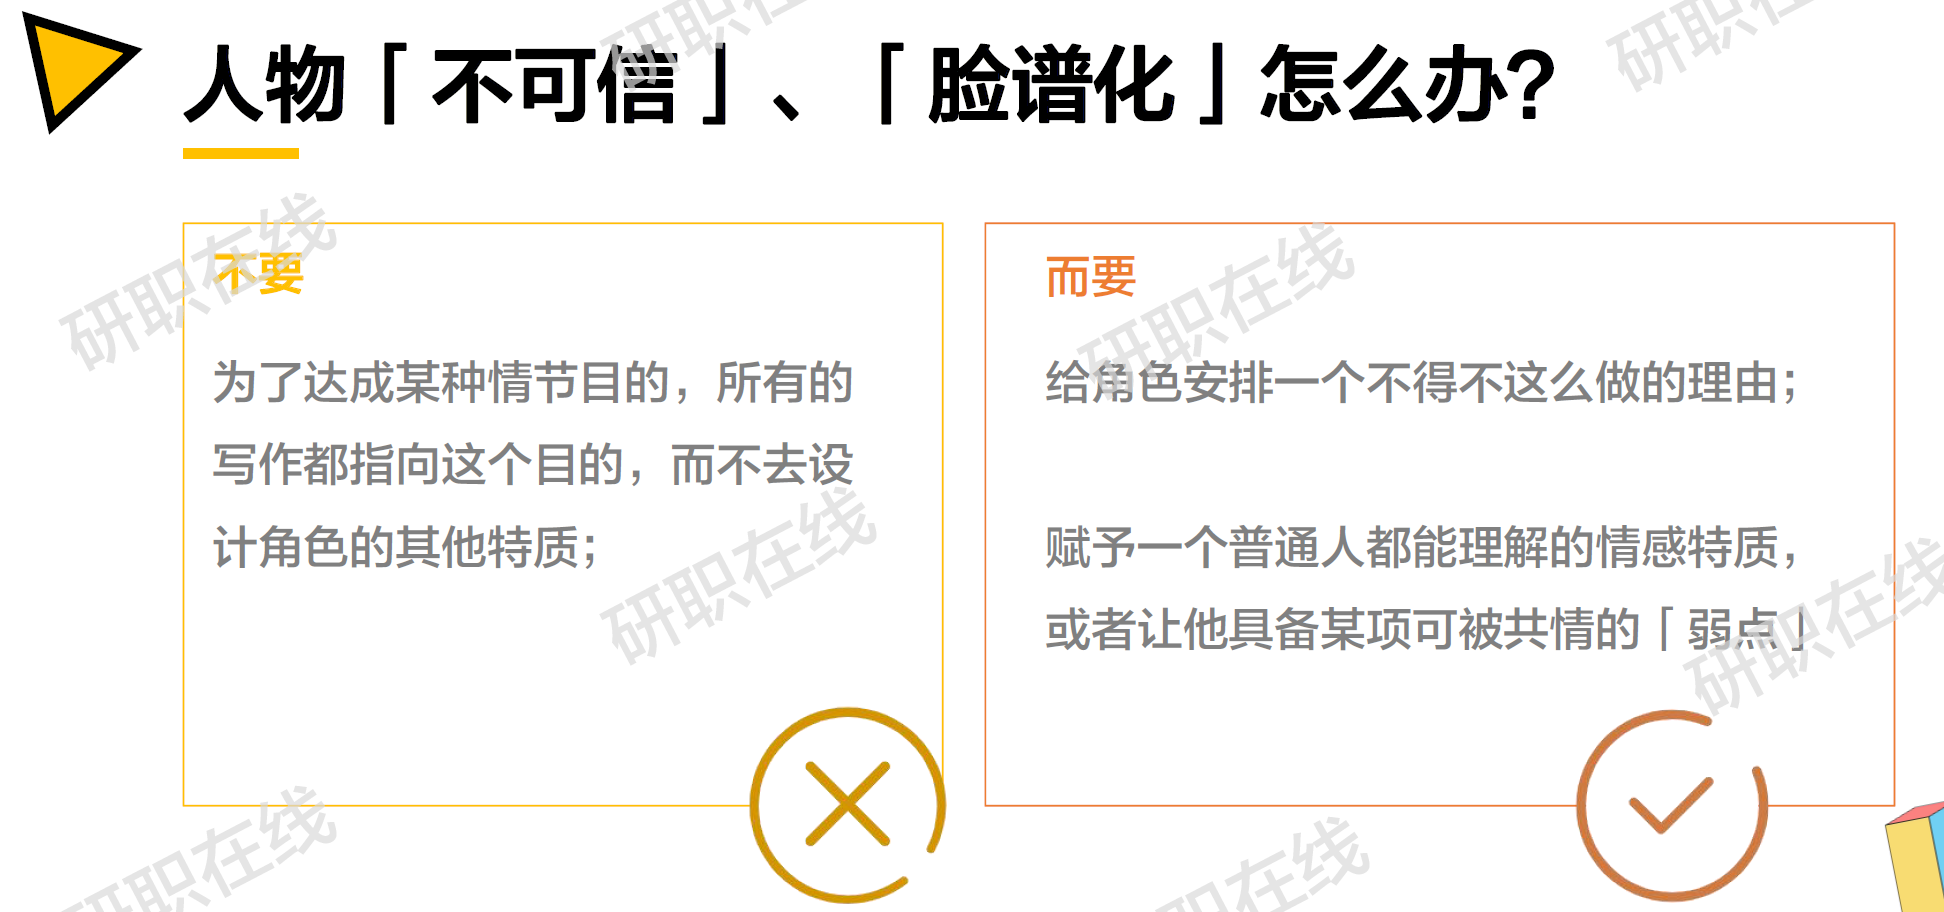 人物「不可信」、「脸谱化」怎么办?
不要
为了达成某种情节目的，所有的
写作都指向这个目的，而不去设
计角色的其他特质；
而要
给角色安排一个不得不这么做的理由；
赋予一个普通人都能理解的情感特质，
或者让他具备某项可被共情的「弱点」
研职在线
研职在线
研职在线
研职在线
研职在线
研职在线
研职在线
研职在线